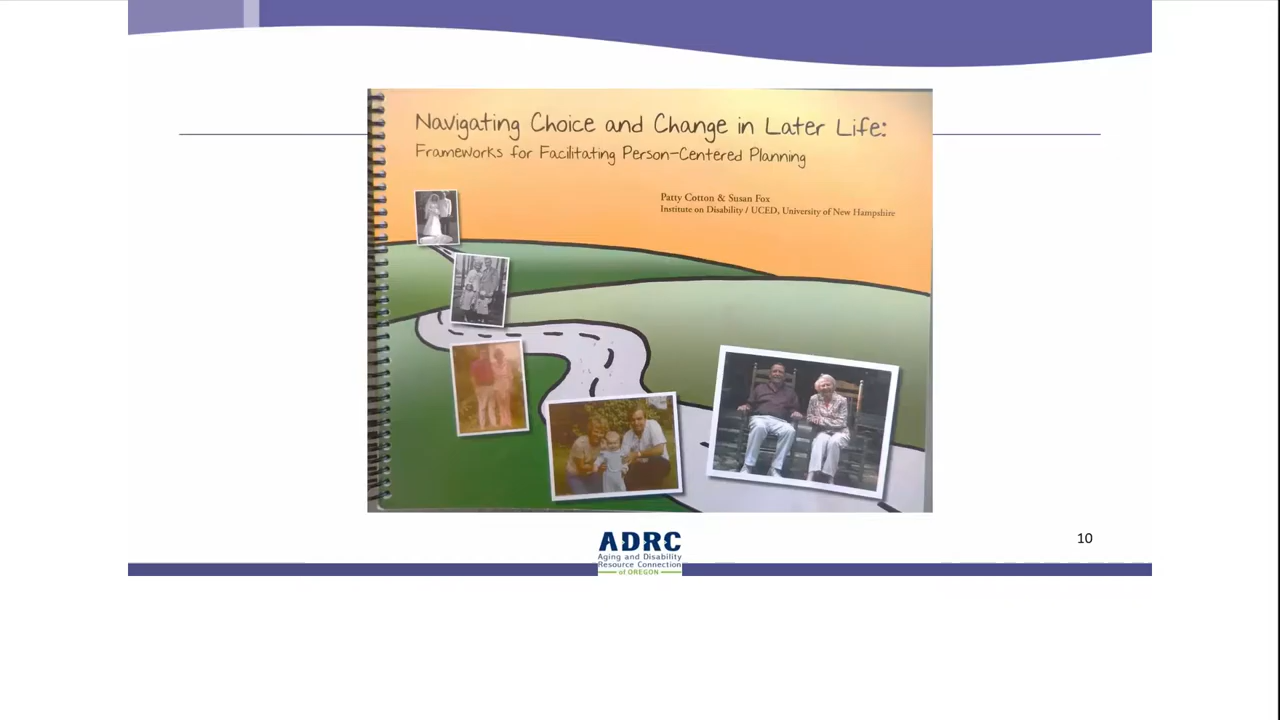 Navigating Choice and Change in Later Life:
Frameworks for Facilitating Person-Centered Planning
Patty Cotton & Susan Fox
Institute on Disability / UCED, University of New Hampshire
ADRC
Aging and Disability
Resource Connection
of OREGON
10